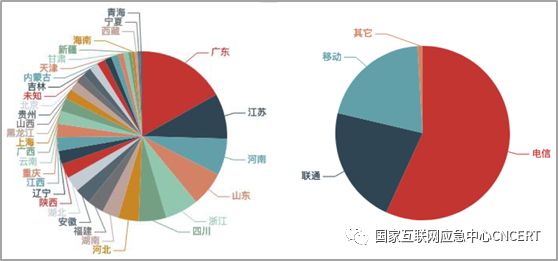 青海
宁夏
西藏
海南
新疆
甘肃
天津
内蒙古
吉林
未知
北京
贵州
山西
黑龙江
上海
广西
云南
重庆
江西
辽宁
陕西
湖北
安徽
福建
湖南
河北
广东
江苏
河南
山东
浙江
四川
其它
移动
联通
电信
国家互联网应急中心CNCERT